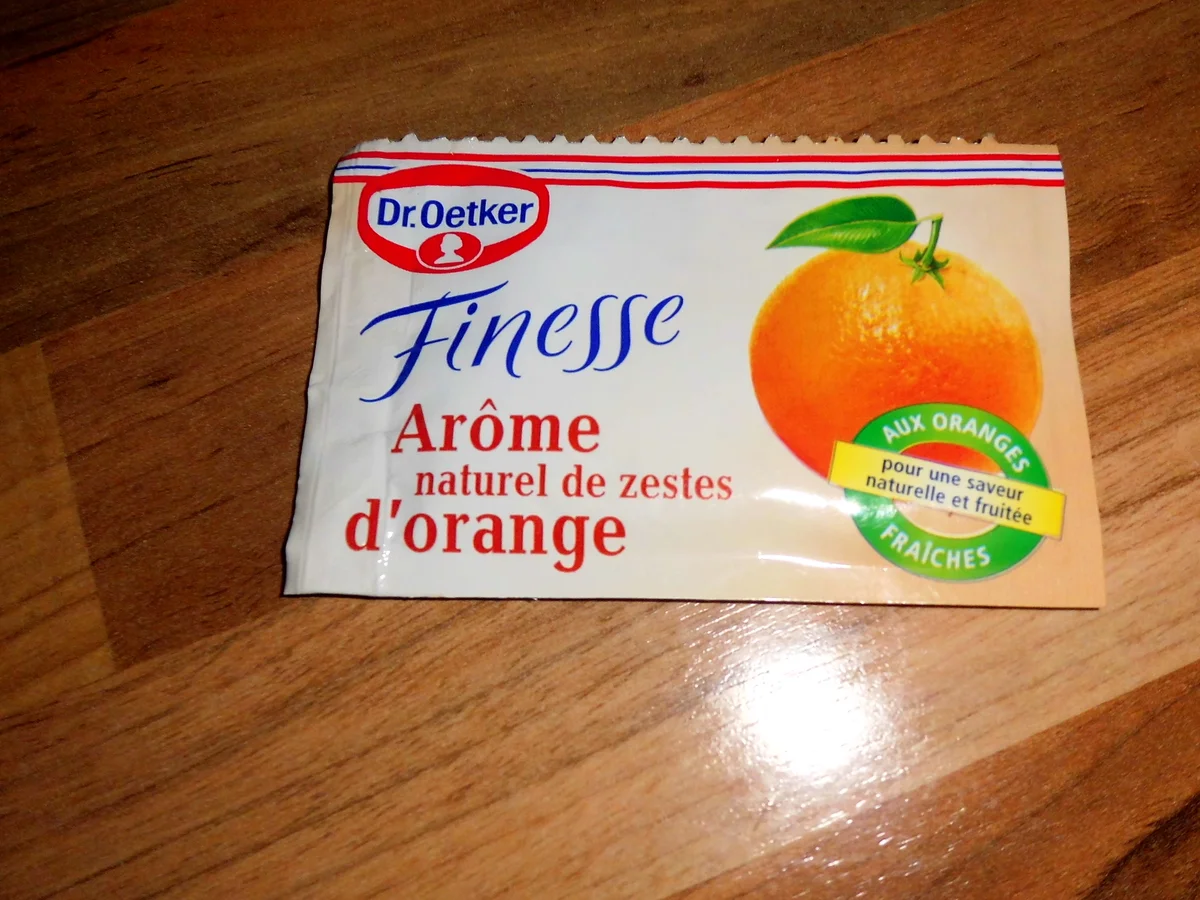 Dr.Oetker
Finesse
Arôme
naturel de zestes
d'orange
AUX ORANGES
pour une saveur
naturelle et fruitée
FRAÎCHES